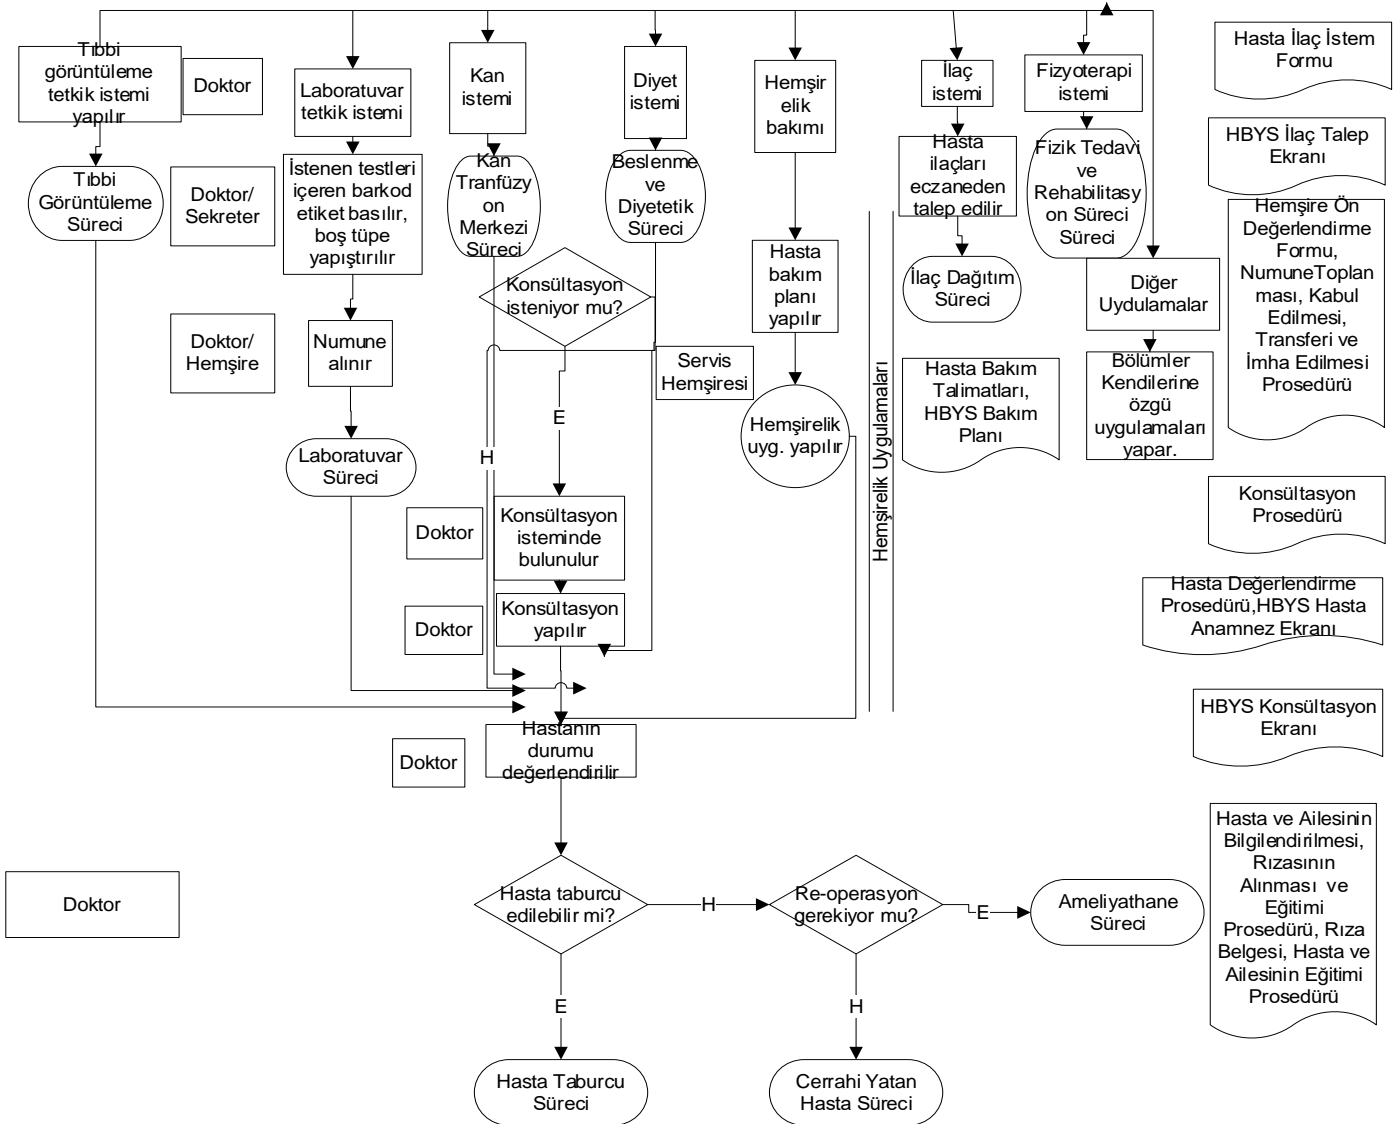 Tıbbi
görüntüleme
tetkik istemi
yapılır
Doktor
Laboratuvar
tetkik istemi
Kan
istemi
Diyet
istemi
Hemşir
elik
bakımı
İlaç
istemi
Fizyoterapi
istemi
Hasta İlaç İstem
Formu
Tıbbi
Görüntüleme
Süreci
Doktor/
Sekreter
İstenen testleri
içeren barkod
etiket basılır,
boş tüpe
yapıştırılır
Kan
Tranfüzy
on
Merkezi
Süreci
Beslenme
ve
Diyetetik
Süreci
Hasta
ilaçları
eczaneden
talep edilir
Fizik Tedavi
ve
Rehabilitasy
on Süreci
Süreci
HBYS İlaç Talep
Ekranı
Hemşire Ön
Değerlendirme
Formu,
NumuneToplan
ması, Kabul
Edilmesi,
Transferi ve
İmha Edilmesi
Prosedürü
Konsültasyon
isteniyor mu?
Hasta
bakım
planı
yapılır
İlaç Dağıtım
Süreci
Diğer
Uydulamalar
Doktor/
Hemşire
Numune
alınır
Servis
Hemşiresi
Hasta Bakım
Talimatları,
HBYS Bakım
Planı
Bölümler
Kendilerine
özgü
uygulamaları
yapar.
E
H
Laboratuvar
Süreci
Hemşirelik
uyg. yapılır
Hemşirelik Uygulamaları
Doktor
Konsültasyon
isteminde
bulunulur
Konsültasyon
Prosedürü
Doktor
Konsültasyon
yapılır
Hasta Değerlendirme
Prosedürü,HBYS Hasta
Anamnez Ekranı
HBYS Konsültasyon
Ekranı
Doktor
Hastanın
durumu
değerlendirilir
Doktor
Hasta taburcu
edilebilir mi?
H
Re-operasyon
gerekiyor mu?
E
Ameliyathane
Süreci
Hasta ve Ailesinin
Bilgilendirilmesi,
Rızasının
Alınması ve
Eğitimi
Prosedürü, Rıza
Belgesi, Hasta ve
Ailesinin Eğitimi
Prosedürü
E
H
Hasta Taburcu
Süreci
Cerrahi Yatan
Hasta Süreci